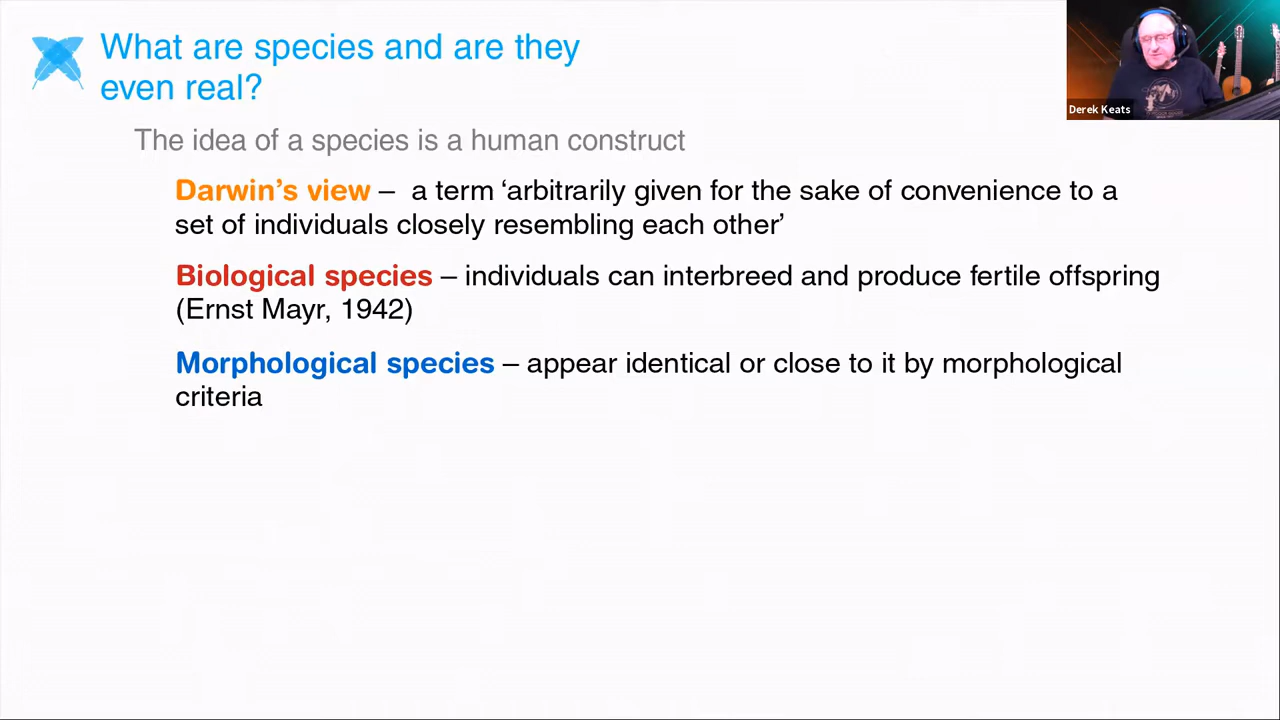 What are species and are they
even real?
Derek Keats
The idea of a species is a human construct
Darwin’s view –  a term ‘arbitrarily given for the sake of convenience to a
set of individuals closely resembling each other’
Biological species – individuals can interbreed and produce fertile offspring
(Ernst Mayr, 1942)
Morphological species – appear identical or close to it by morphological
criteria